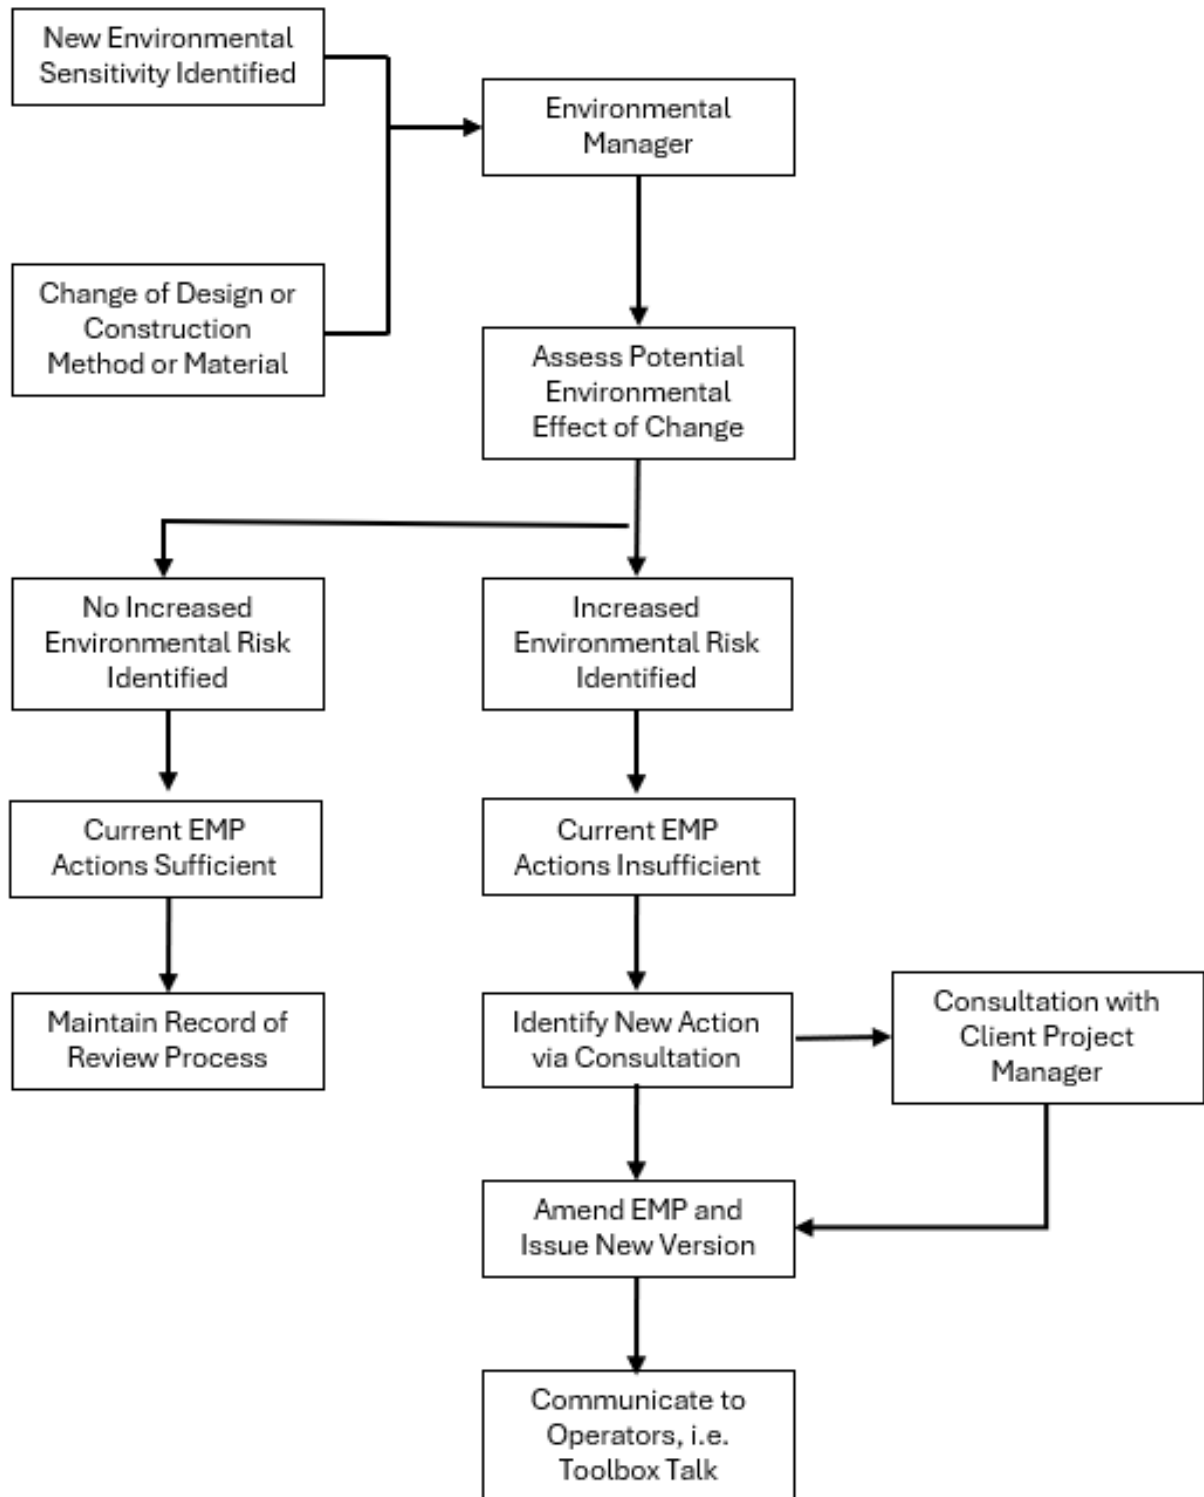 New Environmental
Sensitivity Identified
Environmental
Manager
Change of Design or
Construction
Method or Material
Assess Potential
Environmental
Effect of Change
No Increased
Environmental Risk
Identified
Increased
Environmental Risk
Identified
Current EMP
Actions Sufficient
Current EMP
Actions Insufficient
Maintain Record of
Review Process
Identify New Action
via Consultation
Consultation with
Client Project
Manager
Amend EMP and
Issue New Version
Communicate to
Operators, i.e.
Toolbox Talk